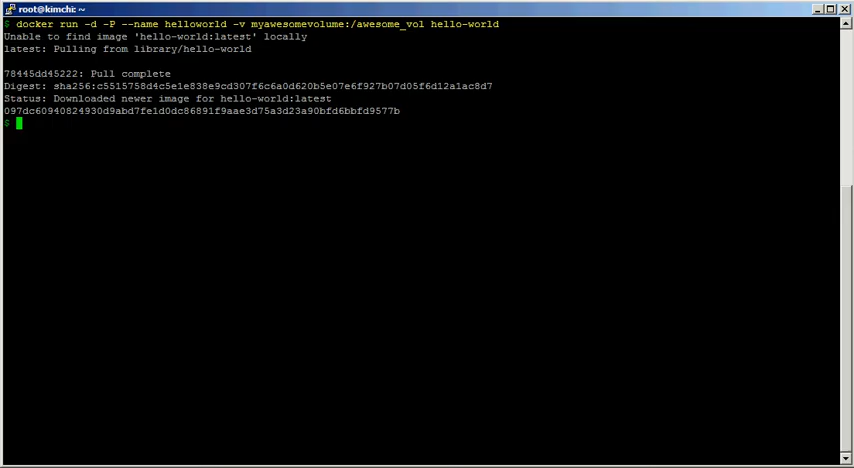 root@kimchi: ~
$ docker run -d -P --name helloworld -v myawesomevolume:/awesome_vol hello-world
Unable to find image 'hello-world:latest' locally
latest: Pulling from library/hello-world
78445dd45222: Pull complete
Digest: sha256:c5515758d4c5e1e838e9cd307f6c6a0d620b5e07e6f927b07d05f6d12a1ac8d7
Status: Downloaded newer image for hello-world:latest
097dc60940824930d9abd7fe1d0dc86891f9aae3d75a3d23a90bfd6bbfd9577b
$